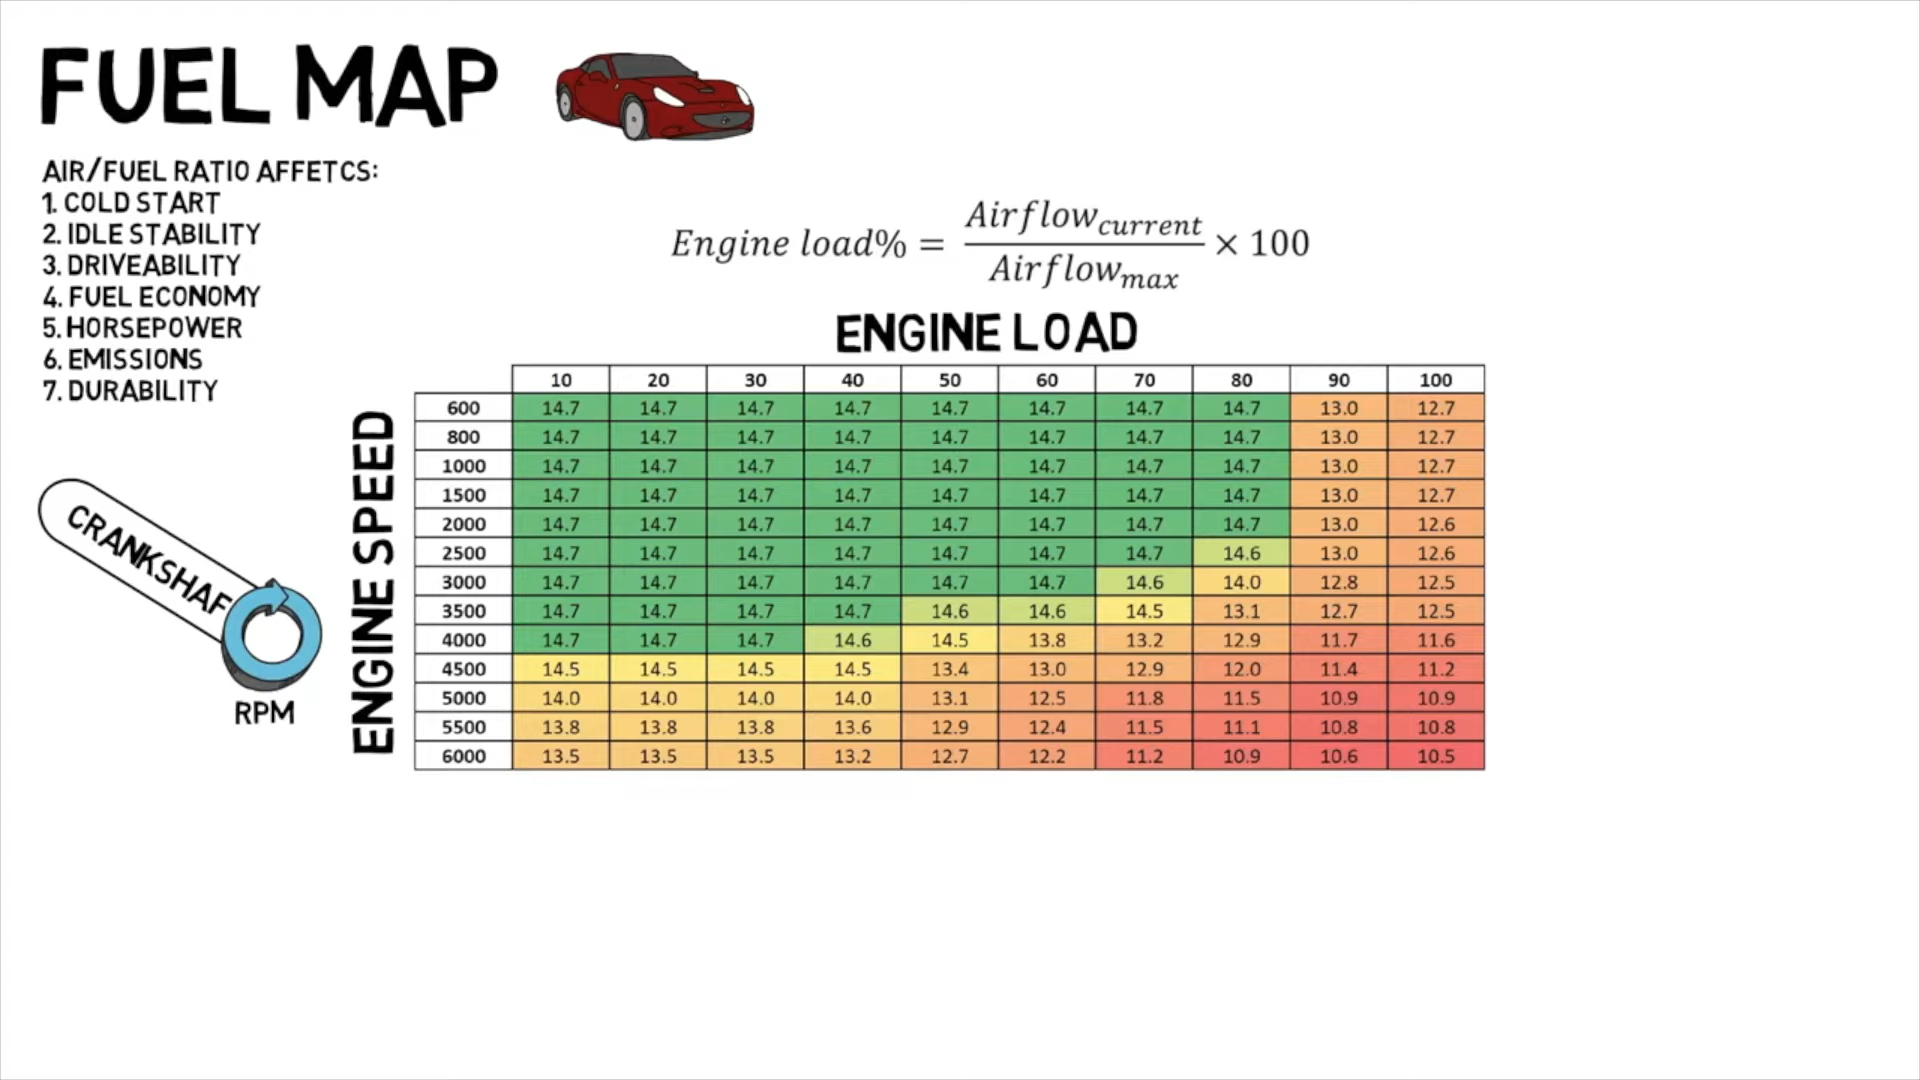 FUEL MAP
AIR/FUEL RATIO AFFETCS:
1. COLD START
2. IDLE STABILITY
3. DRIVEABILITY
4. FUEL ECONOMY
5. HORSEPOWER
6. EMISSIONS
7. DURABILITY
Engine load% = Airflow_current / Airflow_max × 100
ENGINE LOAD
10 20 30 40 50 60 70 80 90 100
600 14.7 14.7 14.7 14.7 14.7 14.7 14.7 14.7 13.0 12.7
800 14.7 14.7 14.7 14.7 14.7 14.7 14.7 14.7 13.0 12.7
1000 14.7 14.7 14.7 14.7 14.7 14.7 14.7 14.7 13.0 12.7
1500 14.7 14.7 14.7 14.7 14.7 14.7 14.7 14.7 13.0 12.7
2000 14.7 14.7 14.7 14.7 14.7 14.7 14.7 14.7 13.0 12.6
2500 14.7 14.7 14.7 14.7 14.7 14.7 14.7 14.6 13.0 12.6
3000 14.7 14.7 14.7 14.7 14.7 14.7 14.6 14.0 12.8 12.5
3500 14.7 14.7 14.7 14.7 14.6 14.6 14.5 13.1 12.7 12.5
4000 14.7 14.7 14.7 14.6 14.5 13.8 13.2 12.9 11.7 11.6
4500 14.5 14.5 14.5 14.5 13.4 13.0 12.9 12.0 11.4 11.2
5000 14.0 14.0 14.0 14.0 13.1 12.5 11.8 11.5 10.9 10.9
5500 13.8 13.8 13.8 13.6 12.9 12.4 11.5 11.1 10.8 10.8
6000 13.5 13.5 13.5 13.2 12.7 12.2 11.2 10.9 10.6 10.5
ENGINE SPEED
CRANKSHAF
RPM